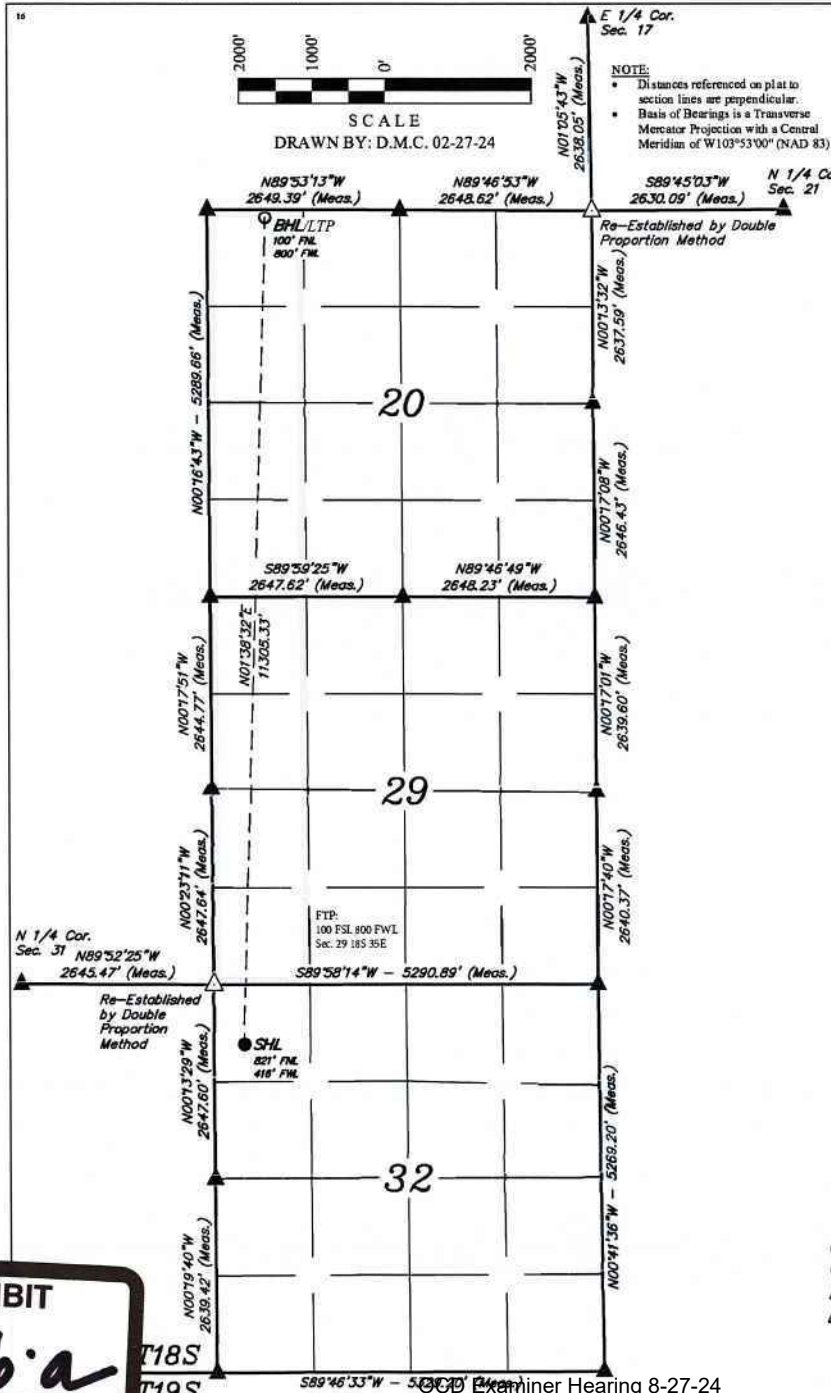 16
E 1/4 Cor.
Sec. 17
2000'
1000'
0'
2000'
SCALE
DRAWN BY: D.M.C. 02-27-24
N01°05'43"W
2638.05' (Meas.)
NOTE:
• Distances referenced on plat to
section lines are perpendicular.
• Basis of Bearings is a Transverse
Mercator Projection with a Central
Meridian of W103°53'00" (NAD 83)
N89°53'13"W
2649.39' (Meas.)
N89°46'53"W
2648.62' (Meas.)
S89°45'03"W
2630.09' (Meas.)
N 1/4 Co
Sec. 21
BHL/LTP
100' FNL
800' FWL
Re-Established by Double
Proportion Method
N00°16'43"W - 5289.66' (Meas.)
N00°13'32"W
2637.59' (Meas.)
20
N00°17'08"W
2646.43' (Meas.)
S89°59'25"W
2647.62' (Meas.)
N89°46'49"W
2648.23' (Meas.)
N01°38'32"E
11305.33'
N00°17'51"W
2644.77' (Meas.)
N00°17'01"W
2639.60' (Meas.)
29
N00°23'11"W
2647.64' (Meas.)
N00°17'40"W
2640.37' (Meas.)
FTP:
100 FSL 800 FWL
Sec. 29 18S 35E
N 1/4 Cor.
Sec. 31
N89°52'25"W
2645.47' (Meas.)
S89°58'14"W - 5290.89' (Meas.)
Re-Established
by Double
Proportion
Method
SHL
821' FNL
416' FWL
N00°13'29"W
2647.60' (Meas.)
32
N00°41'36"W - 5269.20' (Meas.)
N00°19'40"W
2639.42' (Meas.)
IBIT
a
T18S
T19S
S89°46'33"W - (Meas.)
OCD Examiner Hearing 8-27-24